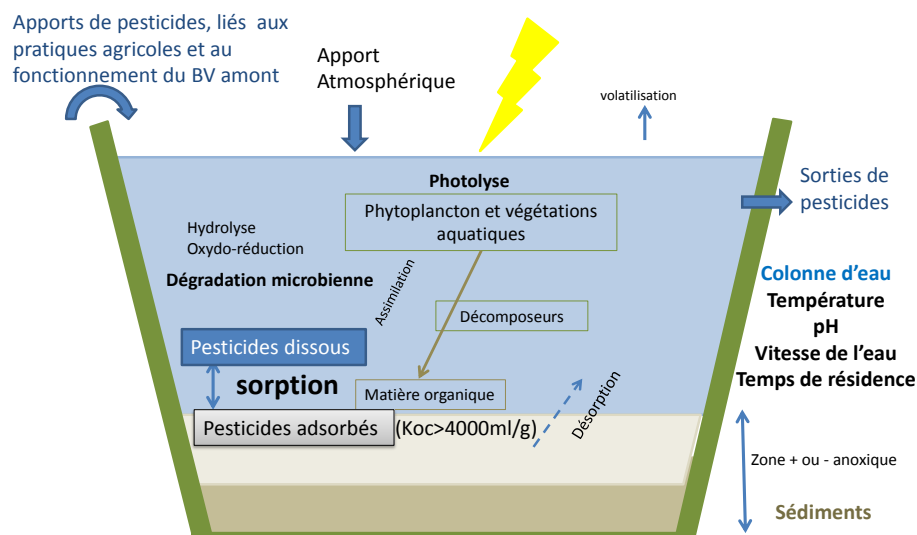 Apports de pesticides, liés aux
pratiques agricoles et au
fonctionnement du BV amont
Apport
Atmosphérique
volatilisation
Photolyse
Phytoplancton et végétations
aquatiques
Sorties de
pesticides
Hydrolyse
Oxydo-réduction
Dégradation microbienne
Assimilation
Décomposeurs
Colonne d'eau
Température
pH
Vitesse de l'eau
Temps de résidence
Pesticides dissous
sorption
Matière organique
Désorption
Pesticides adsorbés (Koc>4000ml/g)
Zone + ou - anoxique
Sédiments